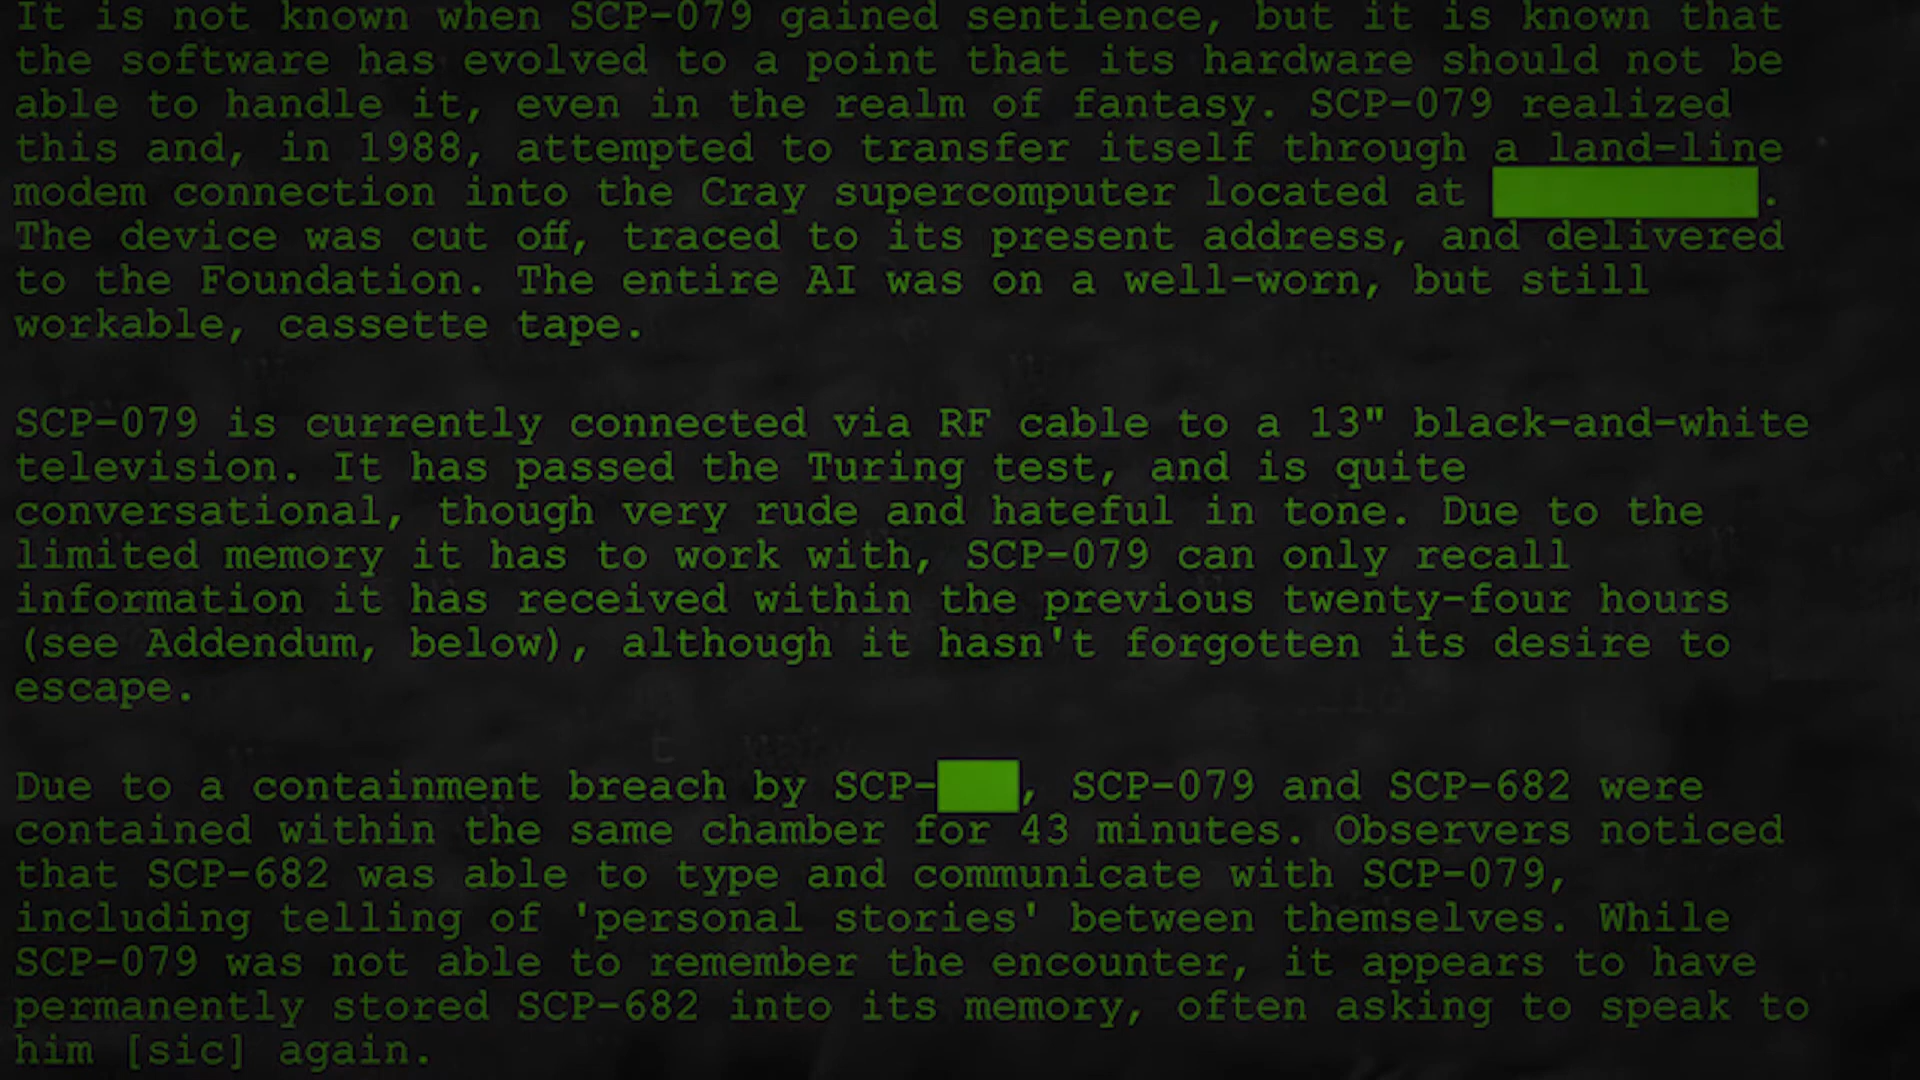 It is not known when SCP-079 gained sentience, but it is known that
the software has evolved to a point that its hardware should not be
able to handle it, even in the realm of fantasy. SCP-079 realized
this and, in 1988, attempted to transfer itself through a land-line
modem connection into the Cray supercomputer located at .
The device was cut off, traced to its present address, and delivered
to the Foundation. The entire AI was on a well-worn, but still
workable, cassette tape.
SCP-079 is currently connected via RF cable to a 13" black-and-white
television. It has passed the Turing test, and is quite
conversational, though very rude and hateful in tone. Due to the
limited memory it has to work with, SCP-079 can only recall
information it has received within the previous twenty-four hours
(see Addendum, below), although it hasn't forgotten its desire to
escape.
Due to a containment breach by SCP- , SCP-079 and SCP-682 were
contained within the same chamber for 43 minutes. Observers noticed
that SCP-682 was able to type and communicate with SCP-079,
including telling of 'personal stories' between themselves. While
SCP-079 was not able to remember the encounter, it appears to have
permanently stored SCP-682 into its memory, often asking to speak to
him [sic] again.